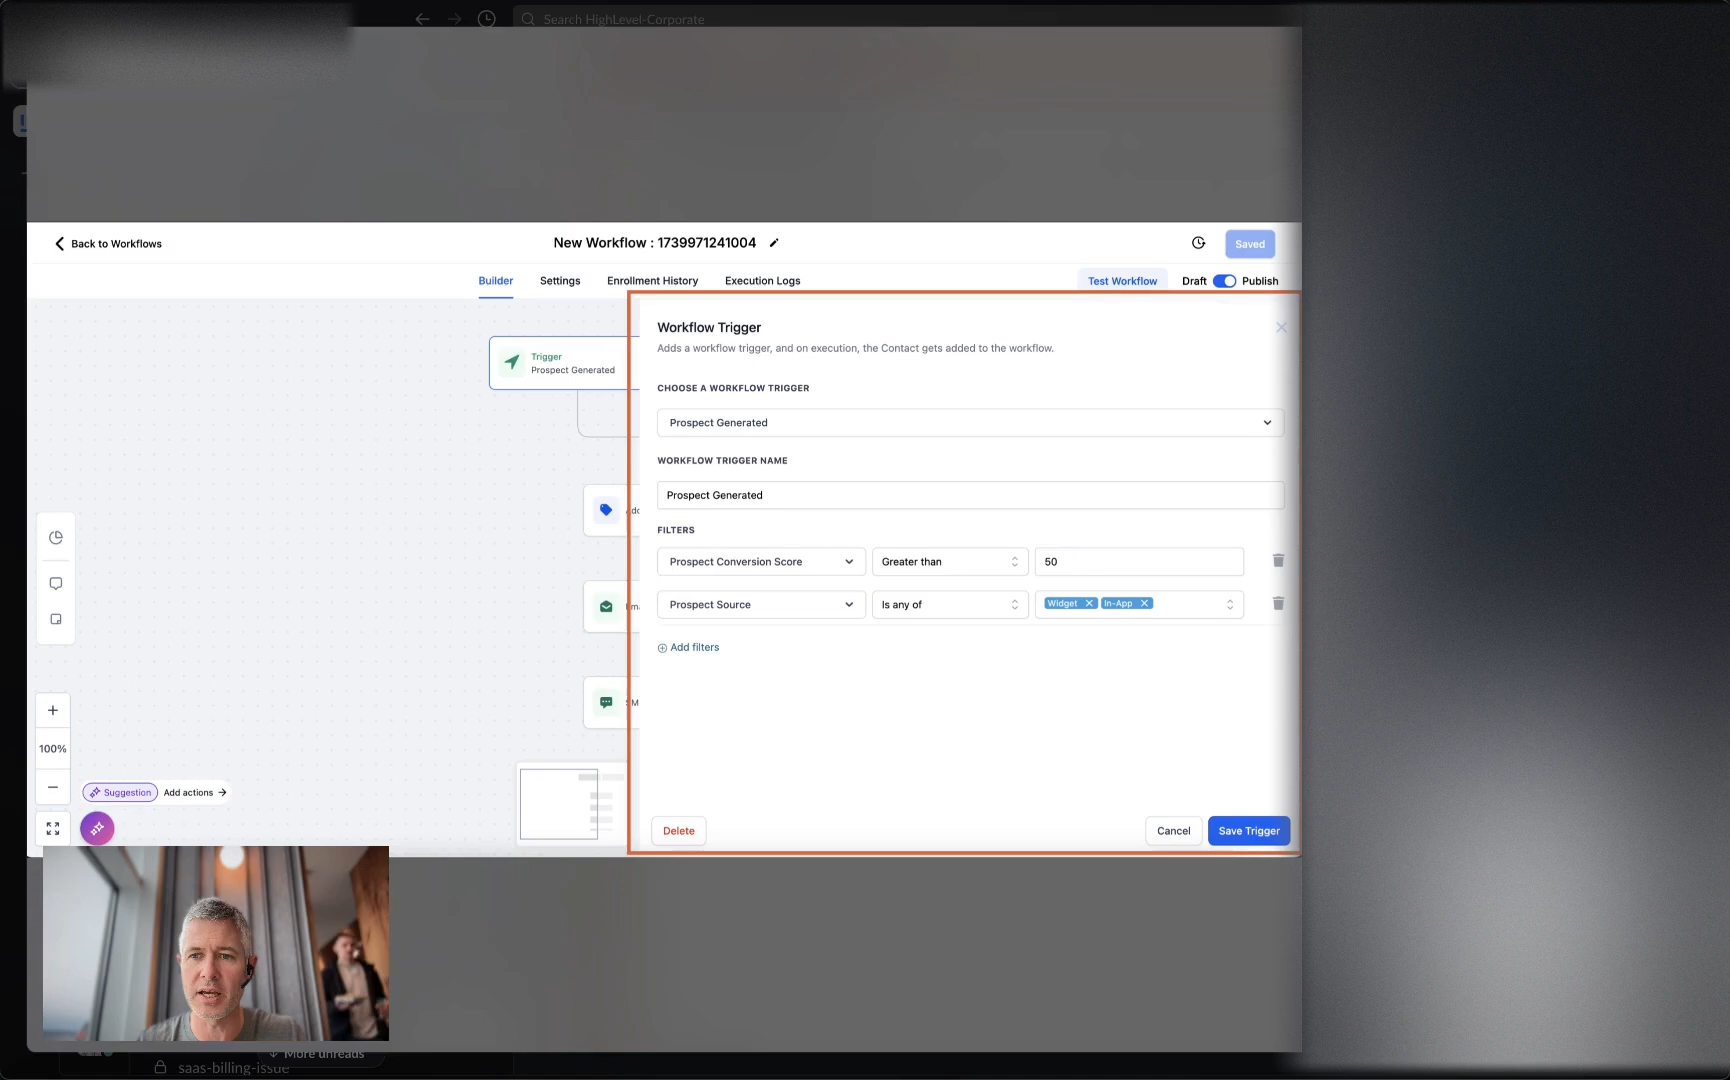 Search HighLevel-Corporate
Back to Workflows
New Workflow : 1739971241004
Saved
Builder
Settings
Enrollment History
Execution Logs
Test Workflow
Draft
Publish
Trigger
Prospect Generated
Workflow Trigger
Adds a workflow trigger, and on execution, the Contact gets added to the workflow.
CHOOSE A WORKFLOW TRIGGER
Prospect Generated
WORKFLOW TRIGGER NAME
Prospect Generated
FILTERS
Prospect Conversion Score
Greater than
50
Prospect Source
Is any of
Widget
In-App
Add filters
100%
Suggestion
Add actions
Delete
Cancel
Save Trigger
More unreads
saas-billing-issue